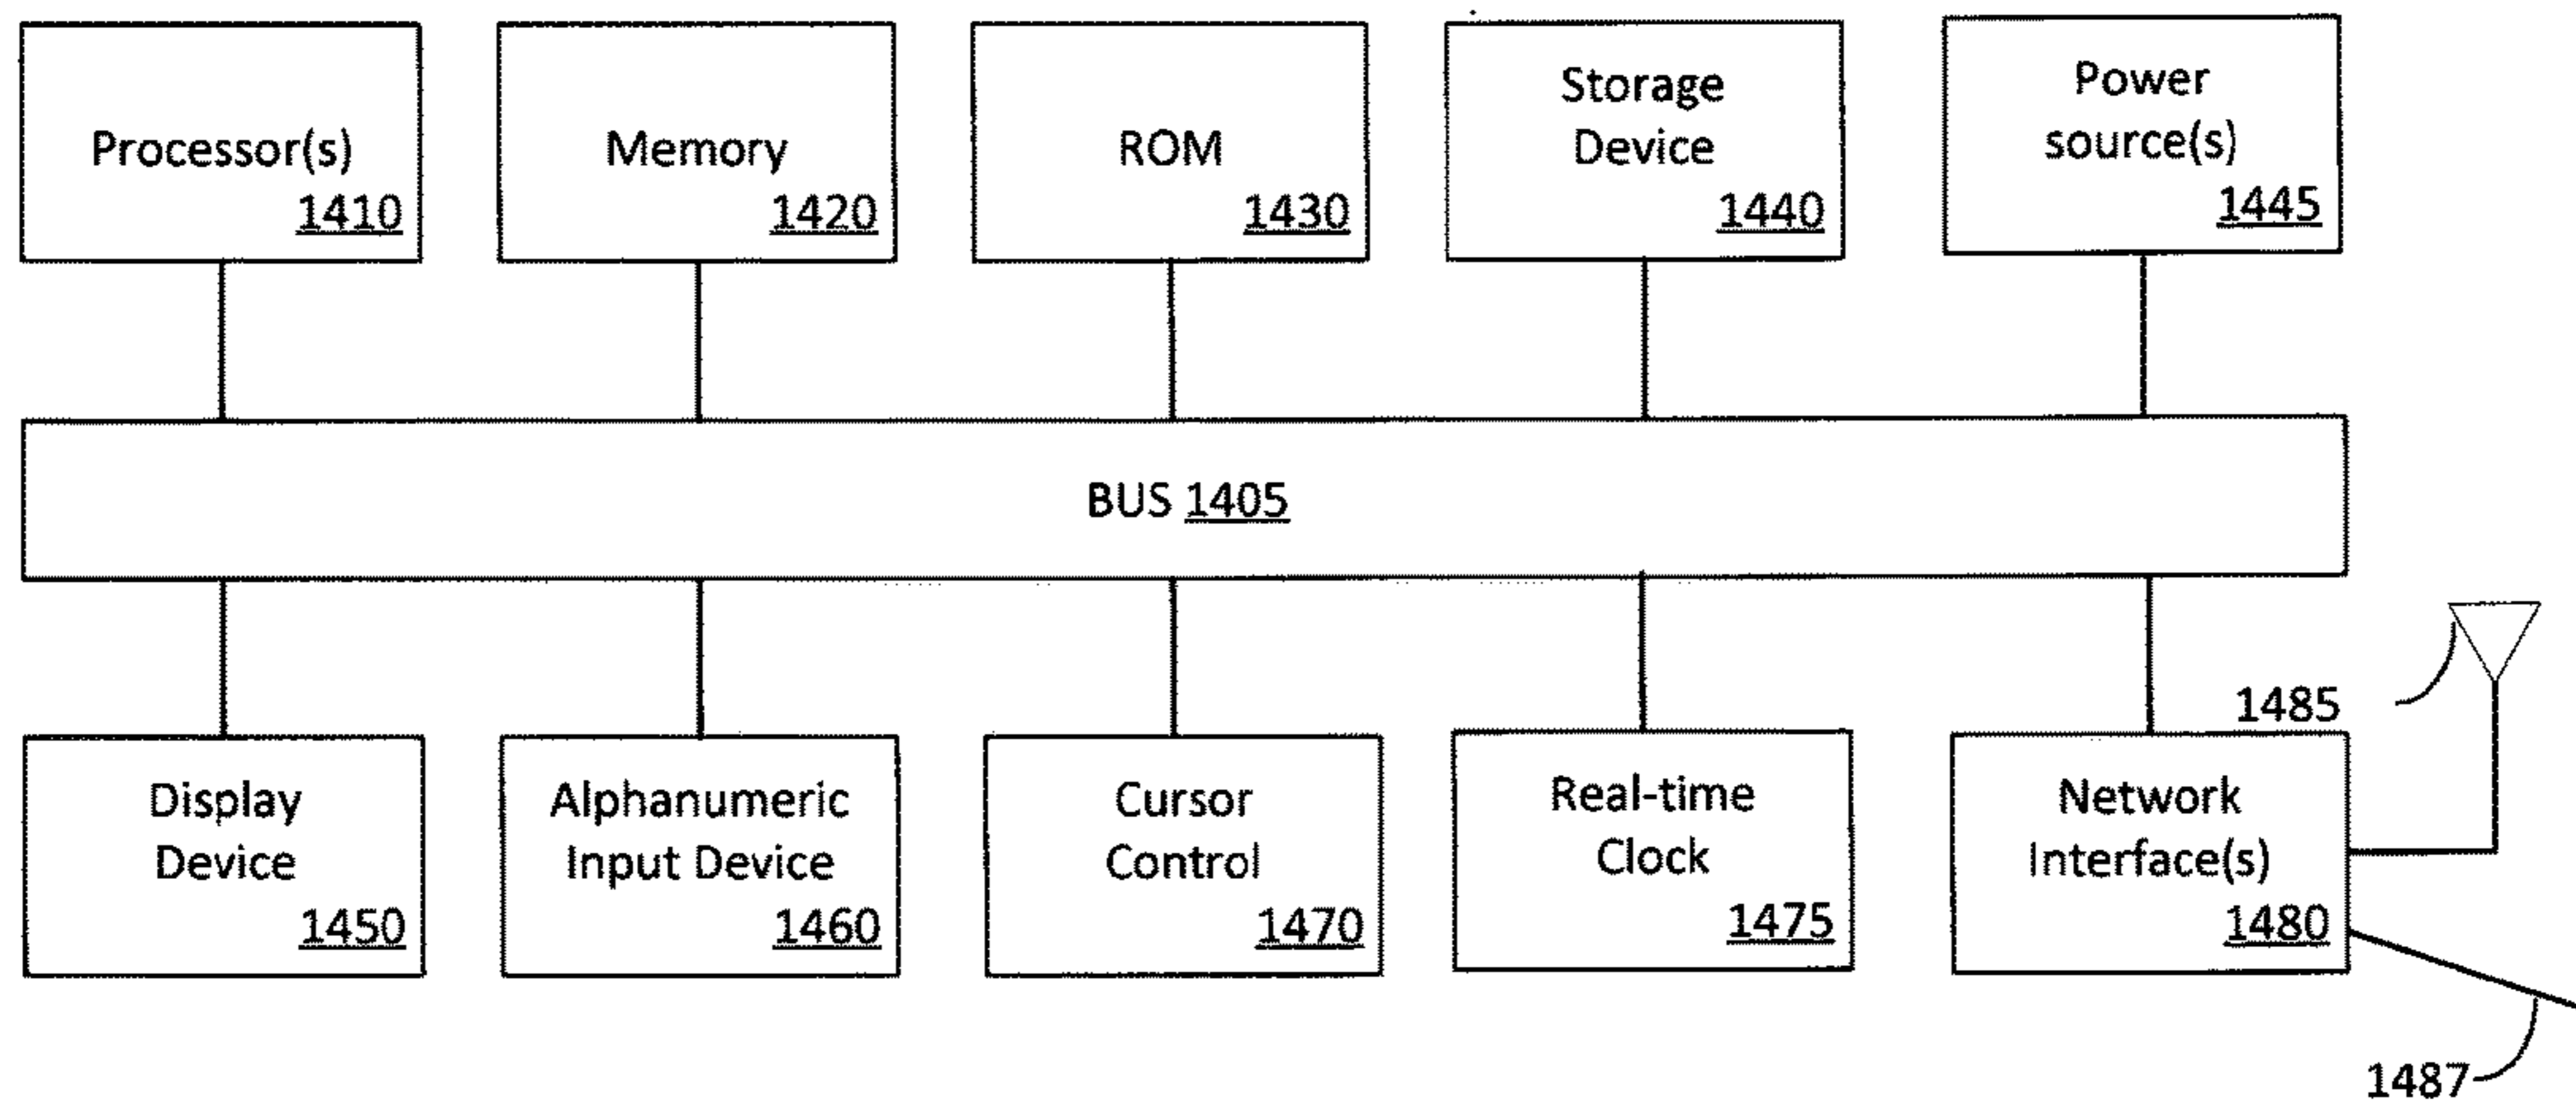 Processor(s)
1410
Memory
1420
ROM
1430
Storage
Device
1440
Power
source(s)
1445
BUS 1405
Display
Device
1450
Alphanumeric
Input Device
1460
Cursor
Control
1470
Real-time
Clock
1475
Network
Interface(s)
1480
1485
1487